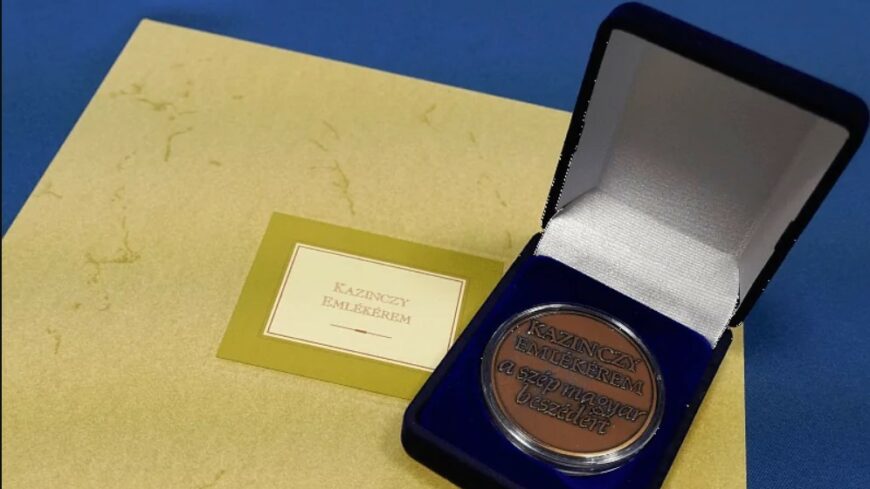 KAZINCZY
EMLÉKÉREM
KAZINCZY
EMLÉKÉREM
a szép magyar
beszédért